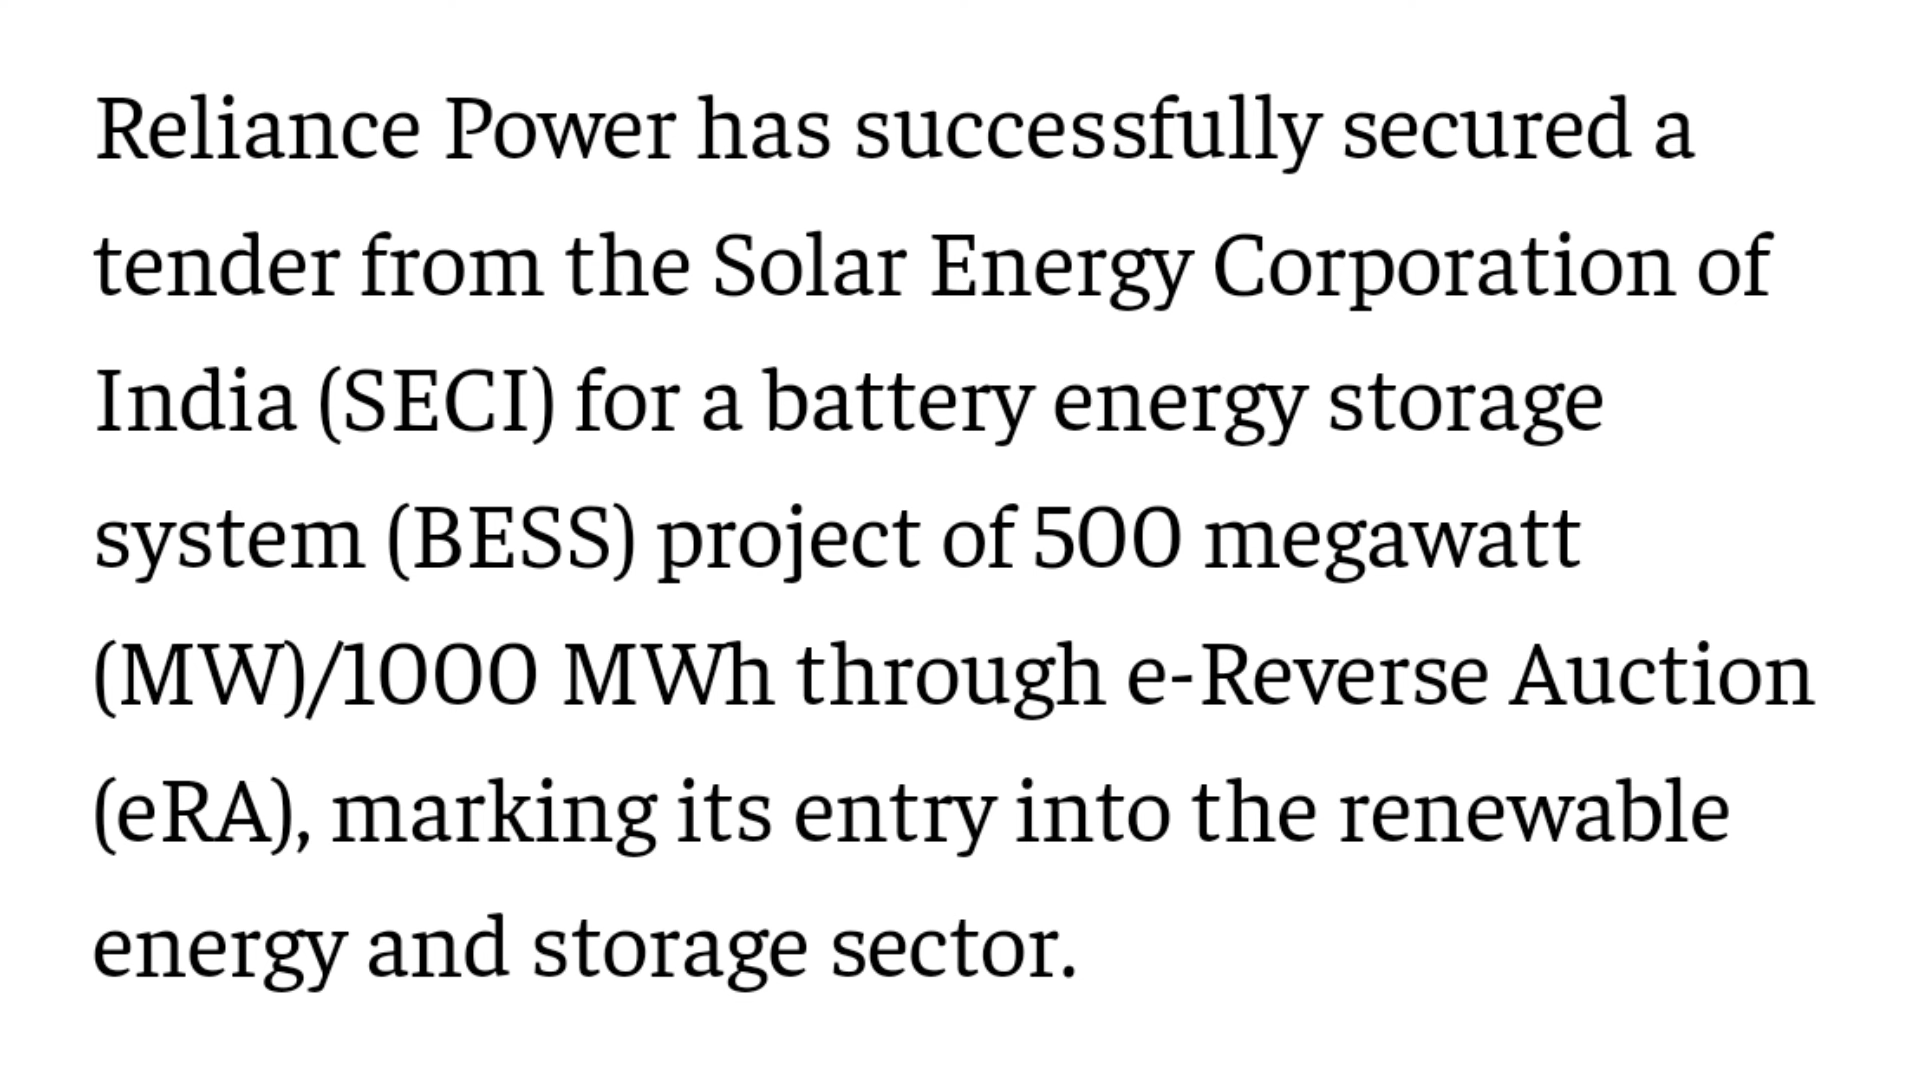 Reliance Power has successfully secured a
tender from the Solar Energy Corporation of
India (SECI) for a battery energy storage
system (BESS) project of 500 megawatt
(MW)/1000 MWh through e-Reverse Auction
(eRA), marking its entry into the renewable
energy and storage sector.